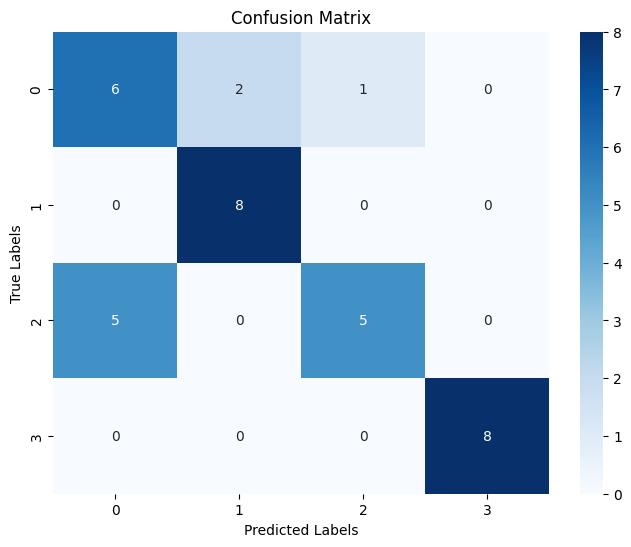 Confusion Matrix
True Labels
0 6 2 1 0
1 0 8 0 0
2 5 0 5 0
3 0 0 0 8
0 1 2 3
Predicted Labels
8
7
6
5
4
3
2
1
0